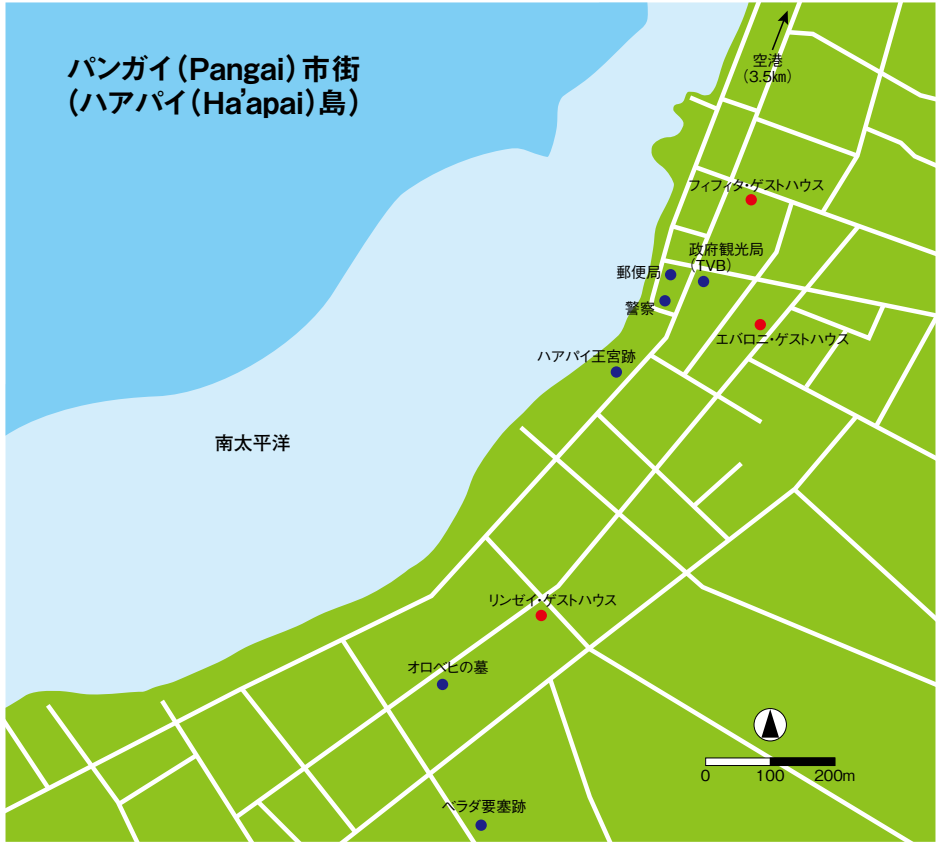 パンガイ(Pangai)市街
(ハアパイ(Ha'apai)島)
空港
(3.5㎞)
フィフィタ・ゲストハウス
政府観光局
(TVB)
郵便局
警察
エバロニ・ゲストハウス
ハアパイ王宮跡
南太平洋
リンゼイ・ゲストハウス
オロベヒの墓
ベラダ要塞跡
0 100 200m